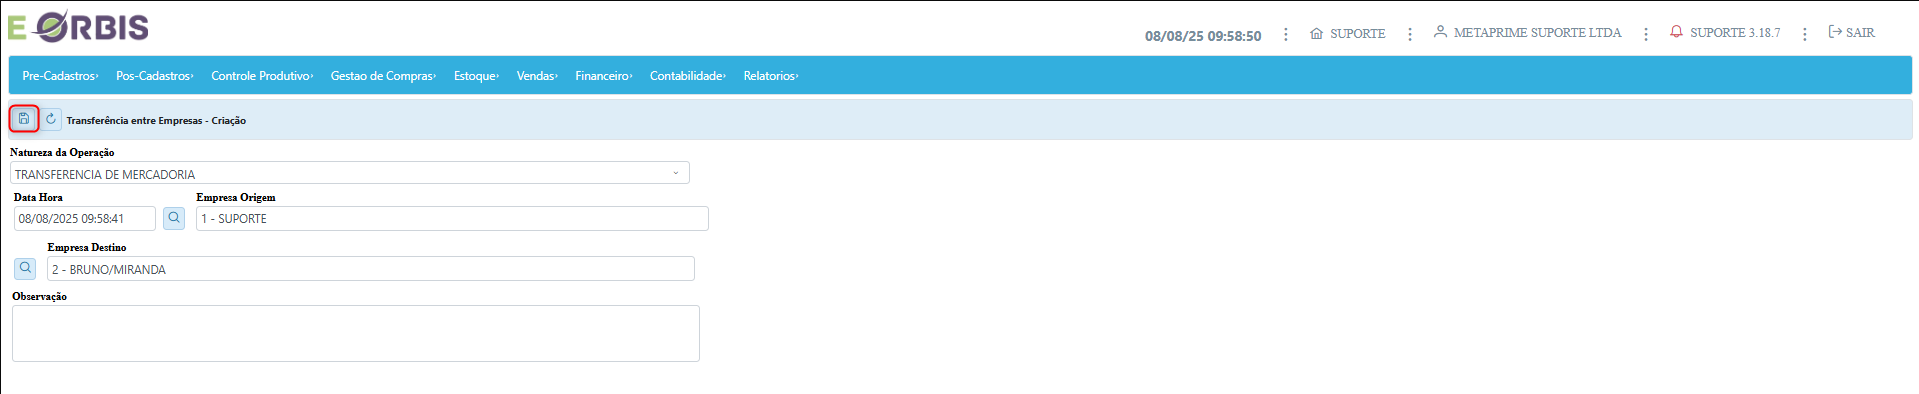 E ORBIS
08/08/25 09:58:50 SUPORTE METAPRIME SUPORTE LTDA SUPORTE 3.18.7 SAIR
Pre-Cadastros Pos-Cadastros Controle Produtivo Gestao de Compras Estoque Vendas Financeiro Contabilidade Relatorios
Transferência entre Empresas - Criação
Natureza da Operação
TRANSFERENCIA DE MERCADORIA
Data Hora Empresa Origem
08/08/2025 09:58:41 1 - SUPORTE
Empresa Destino
2 - BRUNO/MIRANDA
Observação